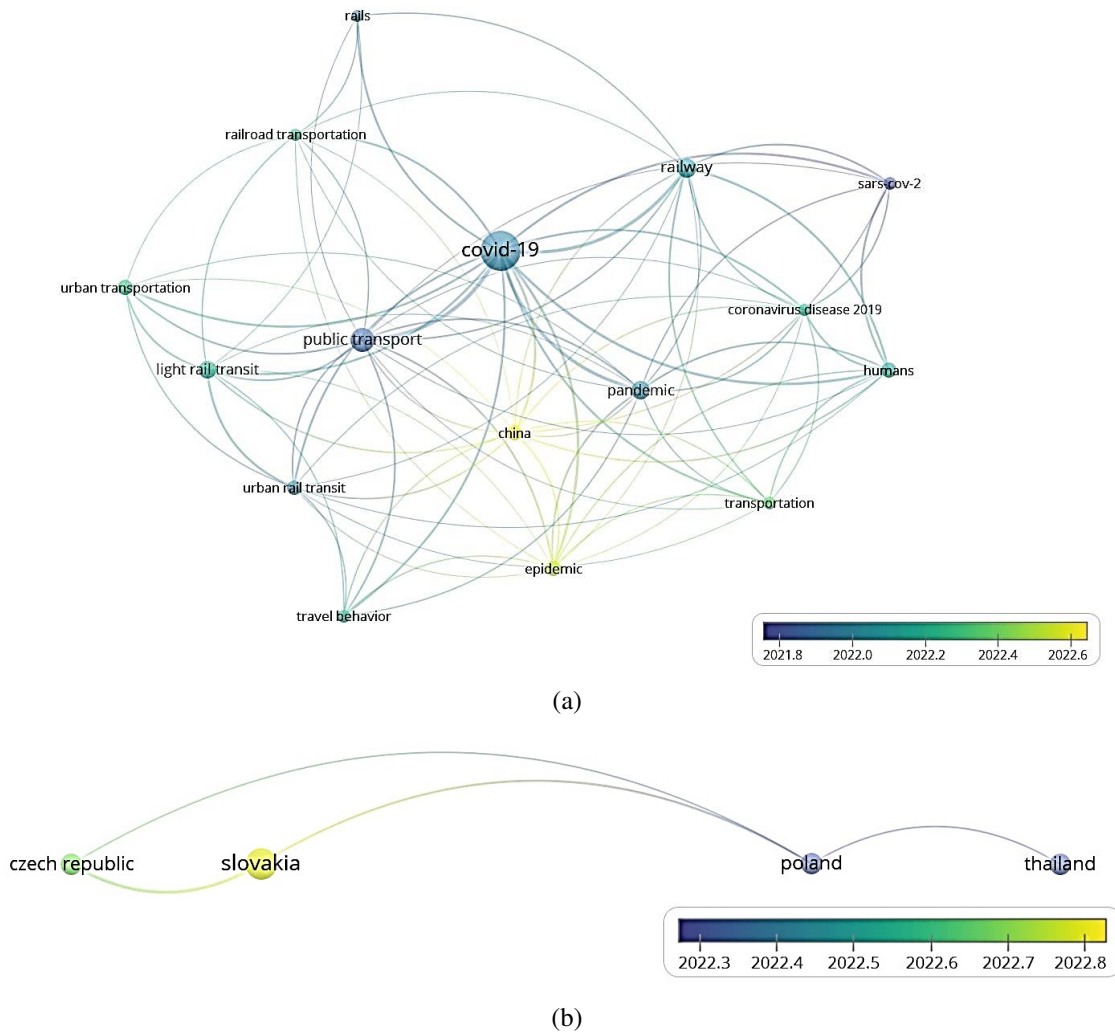 rails
railroad transportation
railway
sars-cov-2
covid-19
urban transportation
coronavirus disease 2019
public transport
light rail transit
humans
pandemic
china
urban rail transit
transportation
epidemic
travel behavior
2021.8 2022.0 2022.2 2022.4 2022.6
(a)
czech republic slovakia poland thailand
2022.3 2022.4 2022.5 2022.6 2022.7 2022.8
(b)